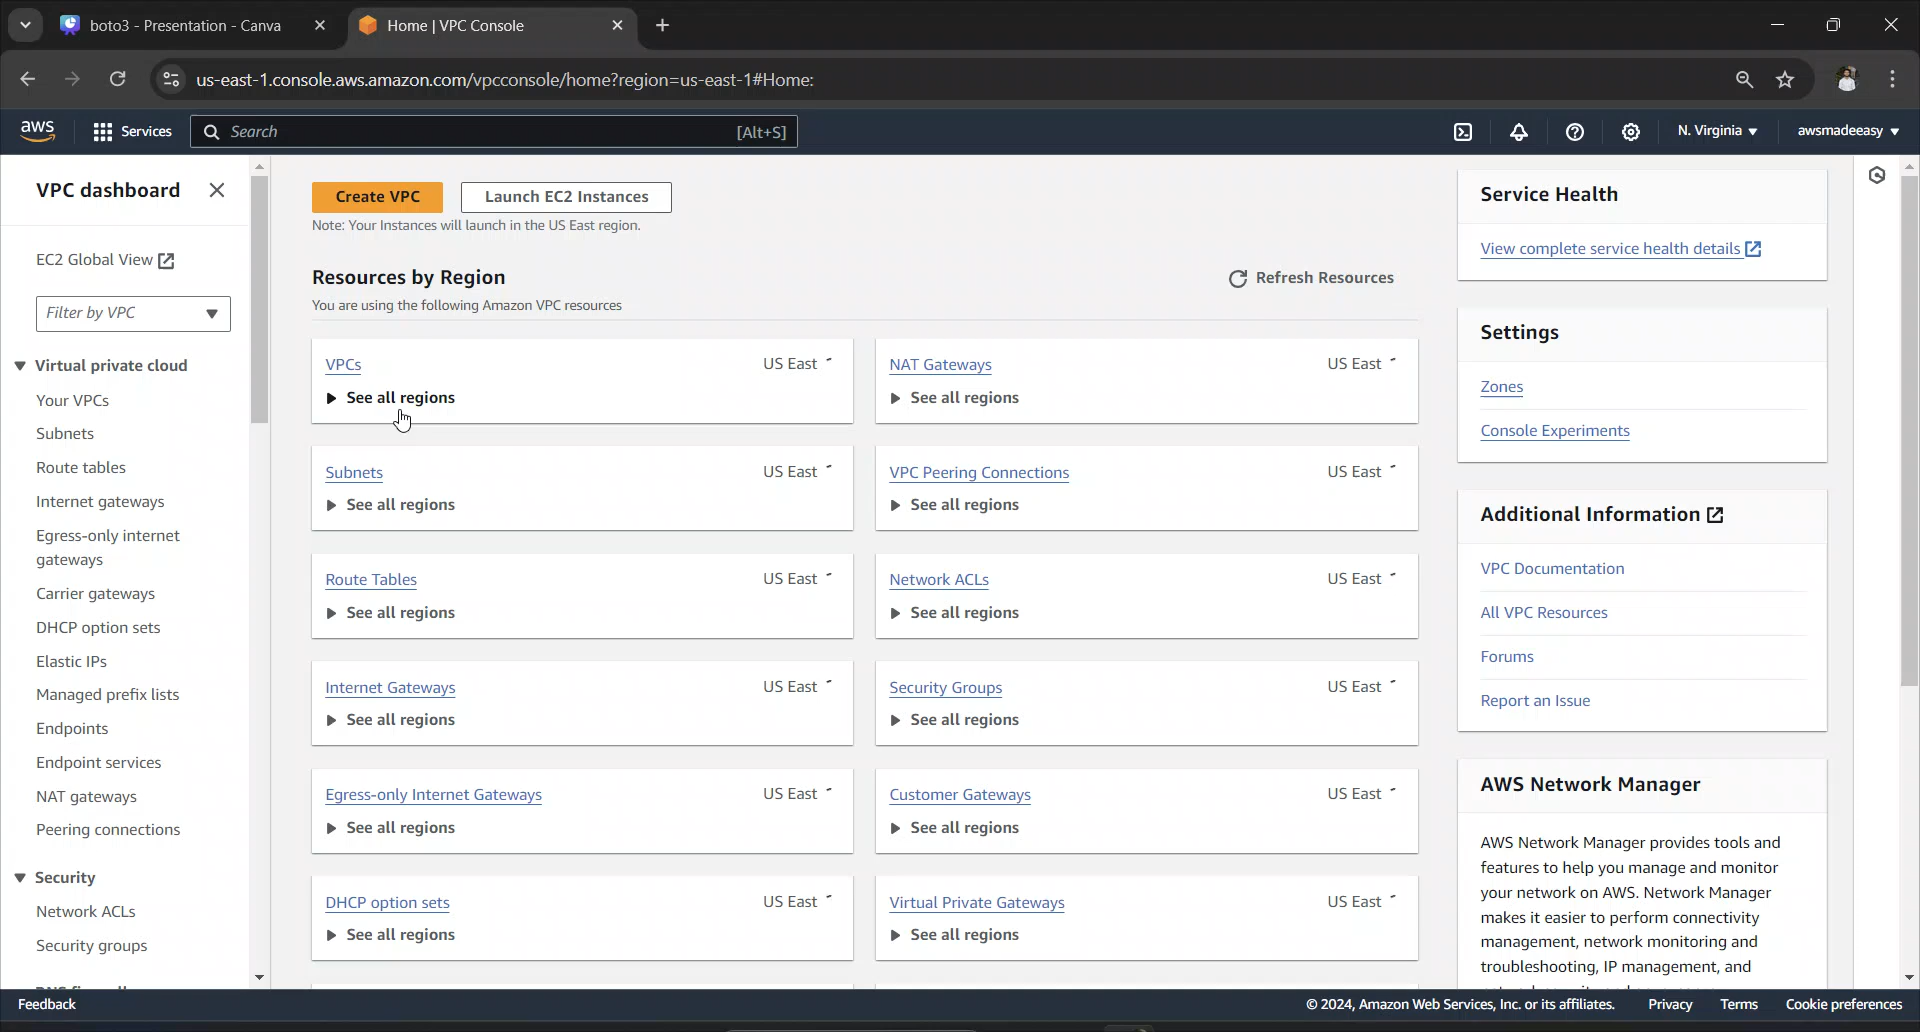 boto3 - Presentation - Canva
Home | VPC Console
us-east-1.console.aws.amazon.com/vpcconsole/home?region=us-east-1#Home:
aws
Services
Search
[Alt+S]
N. Virginia
awsmadeeasy
VPC dashboard
EC2 Global View
Filter by VPC
Virtual private cloud
Your VPCs
Subnets
Route tables
Internet gateways
Egress-only internet
gateways
Carrier gateways
DHCP option sets
Elastic IPs
Managed prefix lists
Endpoints
Endpoint services
NAT gateways
Peering connections
Security
Network ACLs
Security groups
Create VPC
Launch EC2 Instances
Note: Your Instances will launch in the US East region.
Resources by Region
Refresh Resources
You are using the following Amazon VPC resources
VPCs
US East
See all regions
NAT Gateways
US East
See all regions
Subnets
US East
See all regions
VPC Peering Connections
US East
See all regions
Route Tables
US East
See all regions
Network ACLs
US East
See all regions
Internet Gateways
US East
See all regions
Security Groups
US East
See all regions
Egress-only Internet Gateways
US East
See all regions
Customer Gateways
US East
See all regions
DHCP option sets
US East
See all regions
Virtual Private Gateways
US East
See all regions
Service Health
View complete service health details
Settings
Zones
Console Experiments
Additional Information
VPC Documentation
All VPC Resources
Forums
Report an Issue
AWS Network Manager
AWS Network Manager provides tools and
features to help you manage and monitor
your network on AWS. Network Manager
makes it easier to perform connectivity
management, network monitoring and
troubleshooting, IP management, and
Feedback
© 2024, Amazon Web Services, Inc. or its affiliates.
Privacy
Terms
Cookie preferences